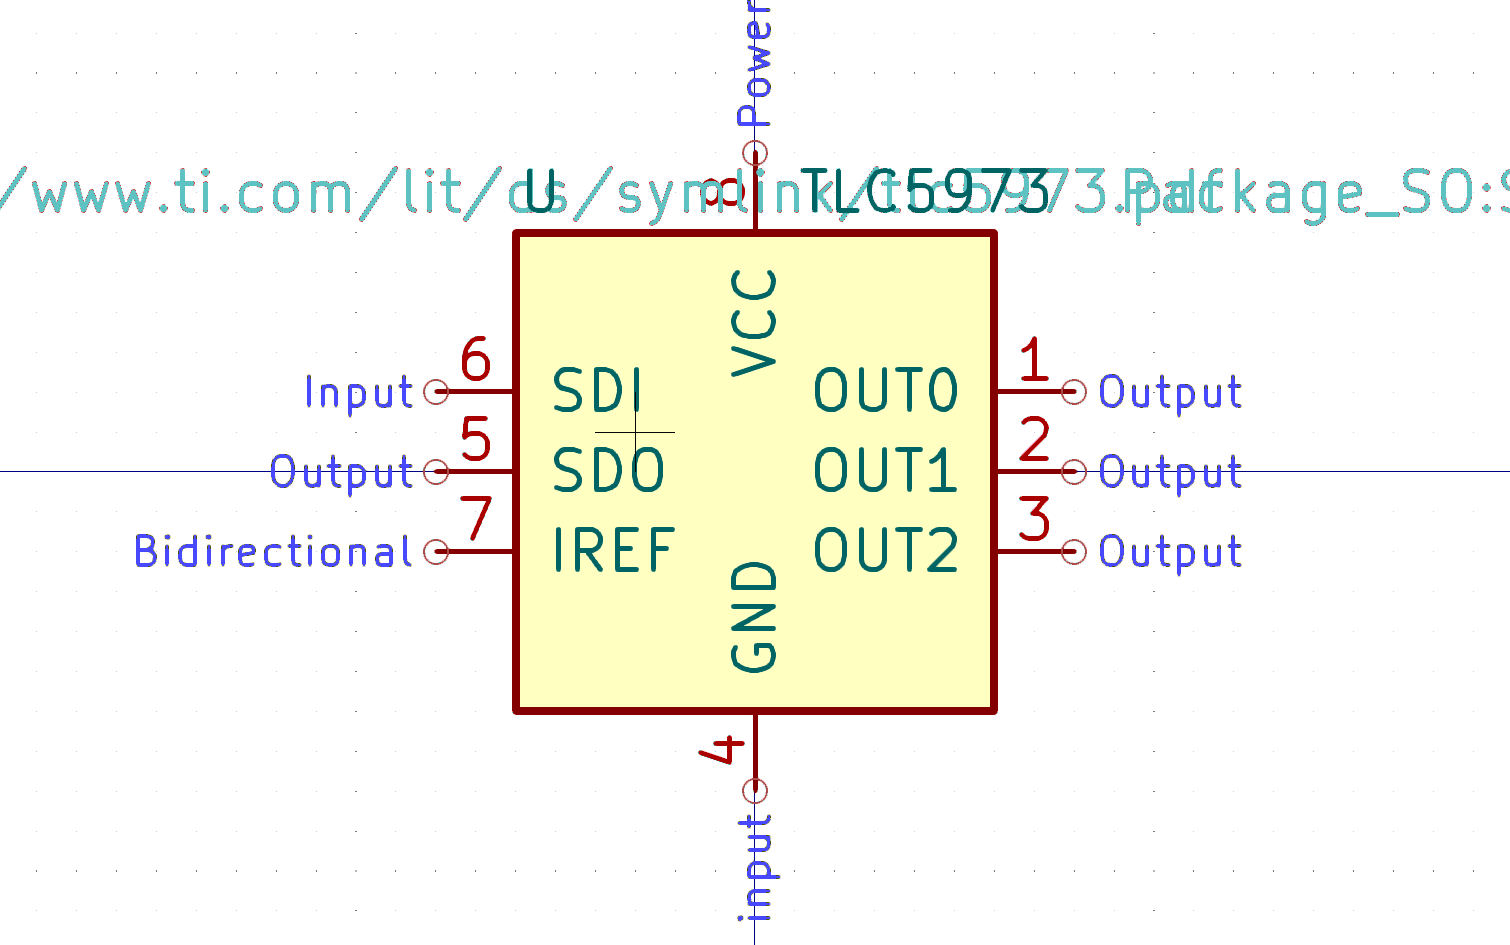 Power
/www.ti.com/lit/ds/symlink/tlc5973.pdf
U
8
TLC5973
Package_SO:S
VCC
6
SDI
Input
5
SDO
Output
7
IREF
Bidirectional
OUT0
1
Output
OUT1
2
Output
OUT2
3
Output
GND
4
input